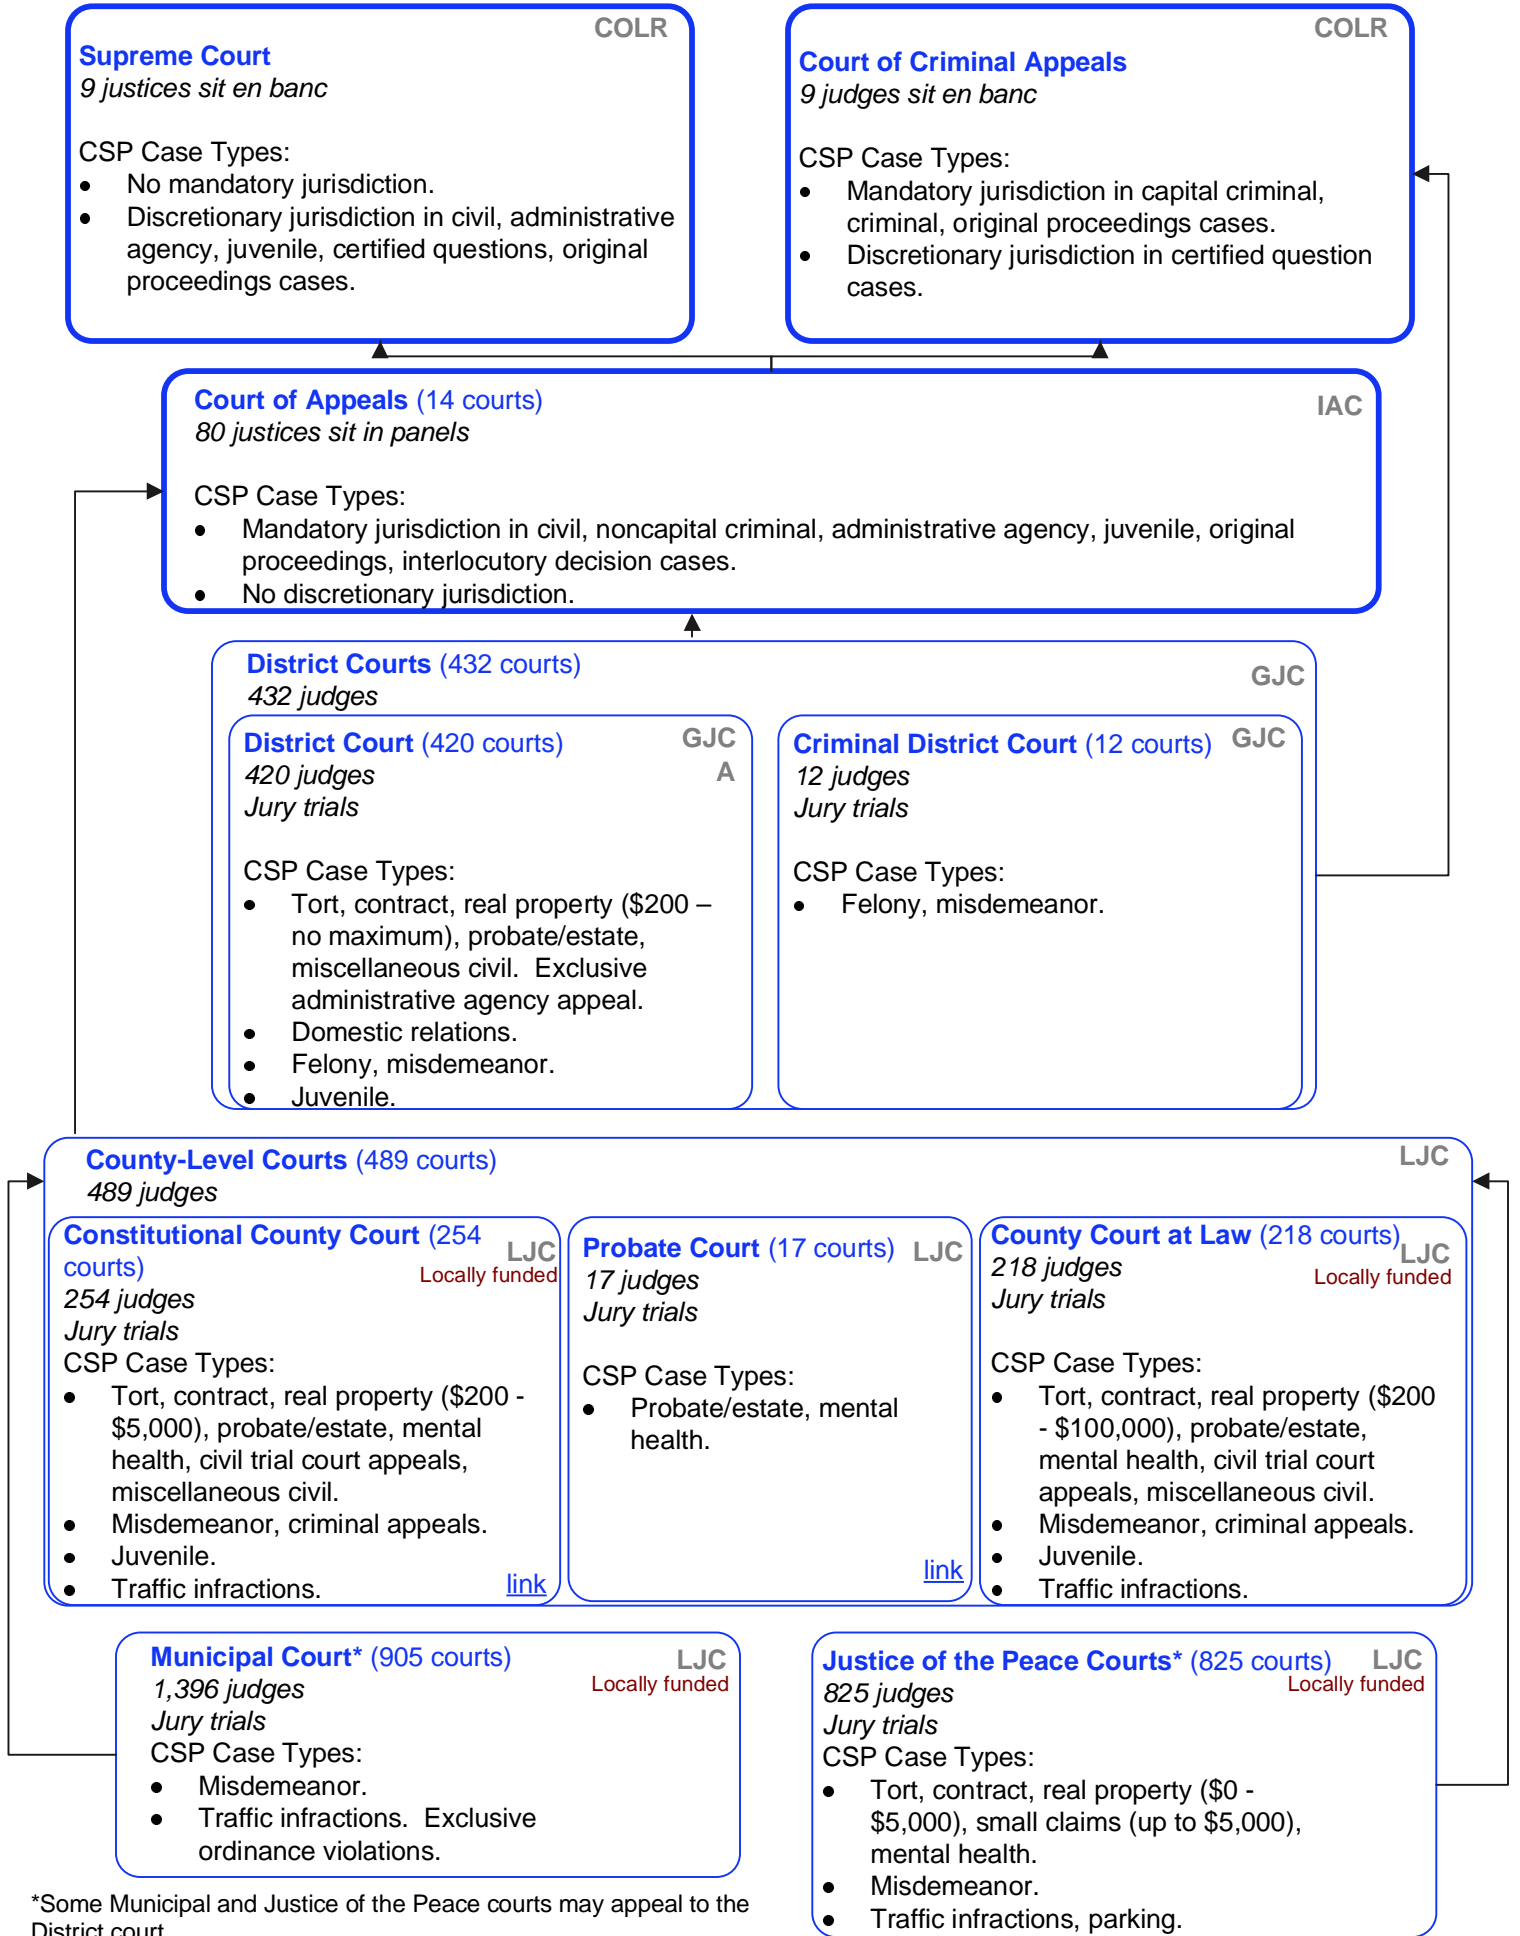 COLR
Supreme Court
9 justices sit en banc
CSP Case Types:
• No mandatory jurisdiction.
• Discretionary jurisdiction in civil, administrative
agency, juvenile, certified questions, original
proceedings cases.
COLR
Court of Criminal Appeals
9 judges sit en banc
CSP Case Types:
• Mandatory jurisdiction in capital criminal,
criminal, original proceedings cases.
• Discretionary jurisdiction in certified question
cases.
Court of Appeals (14 courts)
IAC
80 justices sit in panels
CSP Case Types:
• Mandatory jurisdiction in civil, noncapital criminal, administrative agency, juvenile, original
proceedings, interlocutory decision cases.
• No discretionary jurisdiction.
District Courts (432 courts)
GJC
432 judges
District Court (420 courts)
GJC
A
420 judges
Jury trials
CSP Case Types:
• Tort, contract, real property ($200 –
no maximum), probate/estate,
miscellaneous civil.  Exclusive
administrative agency appeal.
• Domestic relations.
• Felony, misdemeanor.
• Juvenile.
Criminal District Court (12 courts)
GJC
12 judges
Jury trials
CSP Case Types:
• Felony, misdemeanor.
County-Level Courts (489 courts)
LJC
489 judges
Constitutional County Court (254
courts)
LJC
Locally funded
254 judges
Jury trials
CSP Case Types:
• Tort, contract, real property ($200 -
$5,000), probate/estate, mental
health, civil trial court appeals,
miscellaneous civil.
• Misdemeanor, criminal appeals.
• Juvenile.
• Traffic infractions.
link
Probate Court (17 courts)
LJC
17 judges
Jury trials
CSP Case Types:
• Probate/estate, mental
health.
link
County Court at Law (218 courts)
LJC
Locally funded
218 judges
Jury trials
CSP Case Types:
• Tort, contract, real property ($200
- $100,000), probate/estate,
mental health, civil trial court
appeals, miscellaneous civil.
• Misdemeanor, criminal appeals.
• Juvenile.
• Traffic infractions.
Municipal Court* (905 courts)
LJC
Locally funded
1,396 judges
Jury trials
CSP Case Types:
• Misdemeanor.
• Traffic infractions.  Exclusive
ordinance violations.
Justice of the Peace Courts* (825 courts)
LJC
Locally funded
825 judges
Jury trials
CSP Case Types:
• Tort, contract, real property ($0 -
$5,000), small claims (up to $5,000),
mental health.
• Misdemeanor.
• Traffic infractions, parking.
*Some Municipal and Justice of the Peace courts may appeal to the
District court